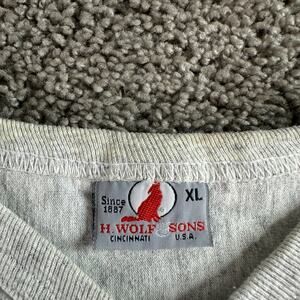 Since XL
1887
H. WOLF & SONS
CINCINNATI U.S.A.